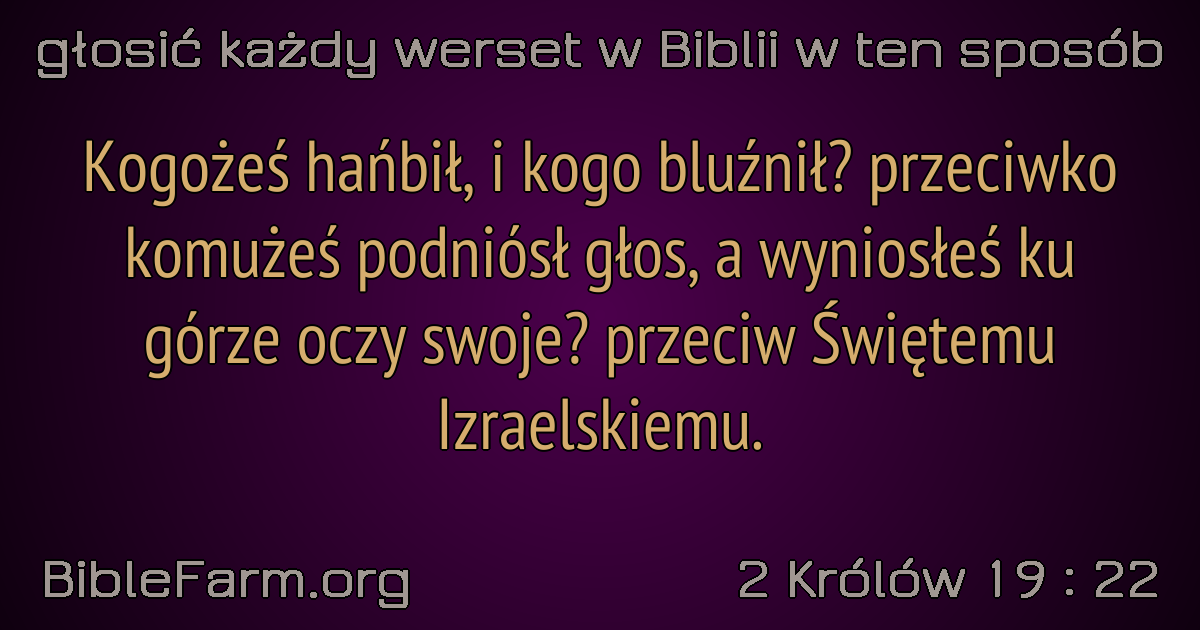 głosić każdy werset w Biblii w ten sposób
Kogożeś hańbił, i kogo bluźnił? przeciwko
komużeś podniósł głos, a wyniosłeś ku
górze oczy swoje? przeciw Świętemu
Izraelskiemu.
BibleFarm.org
2 Królów 19 : 22